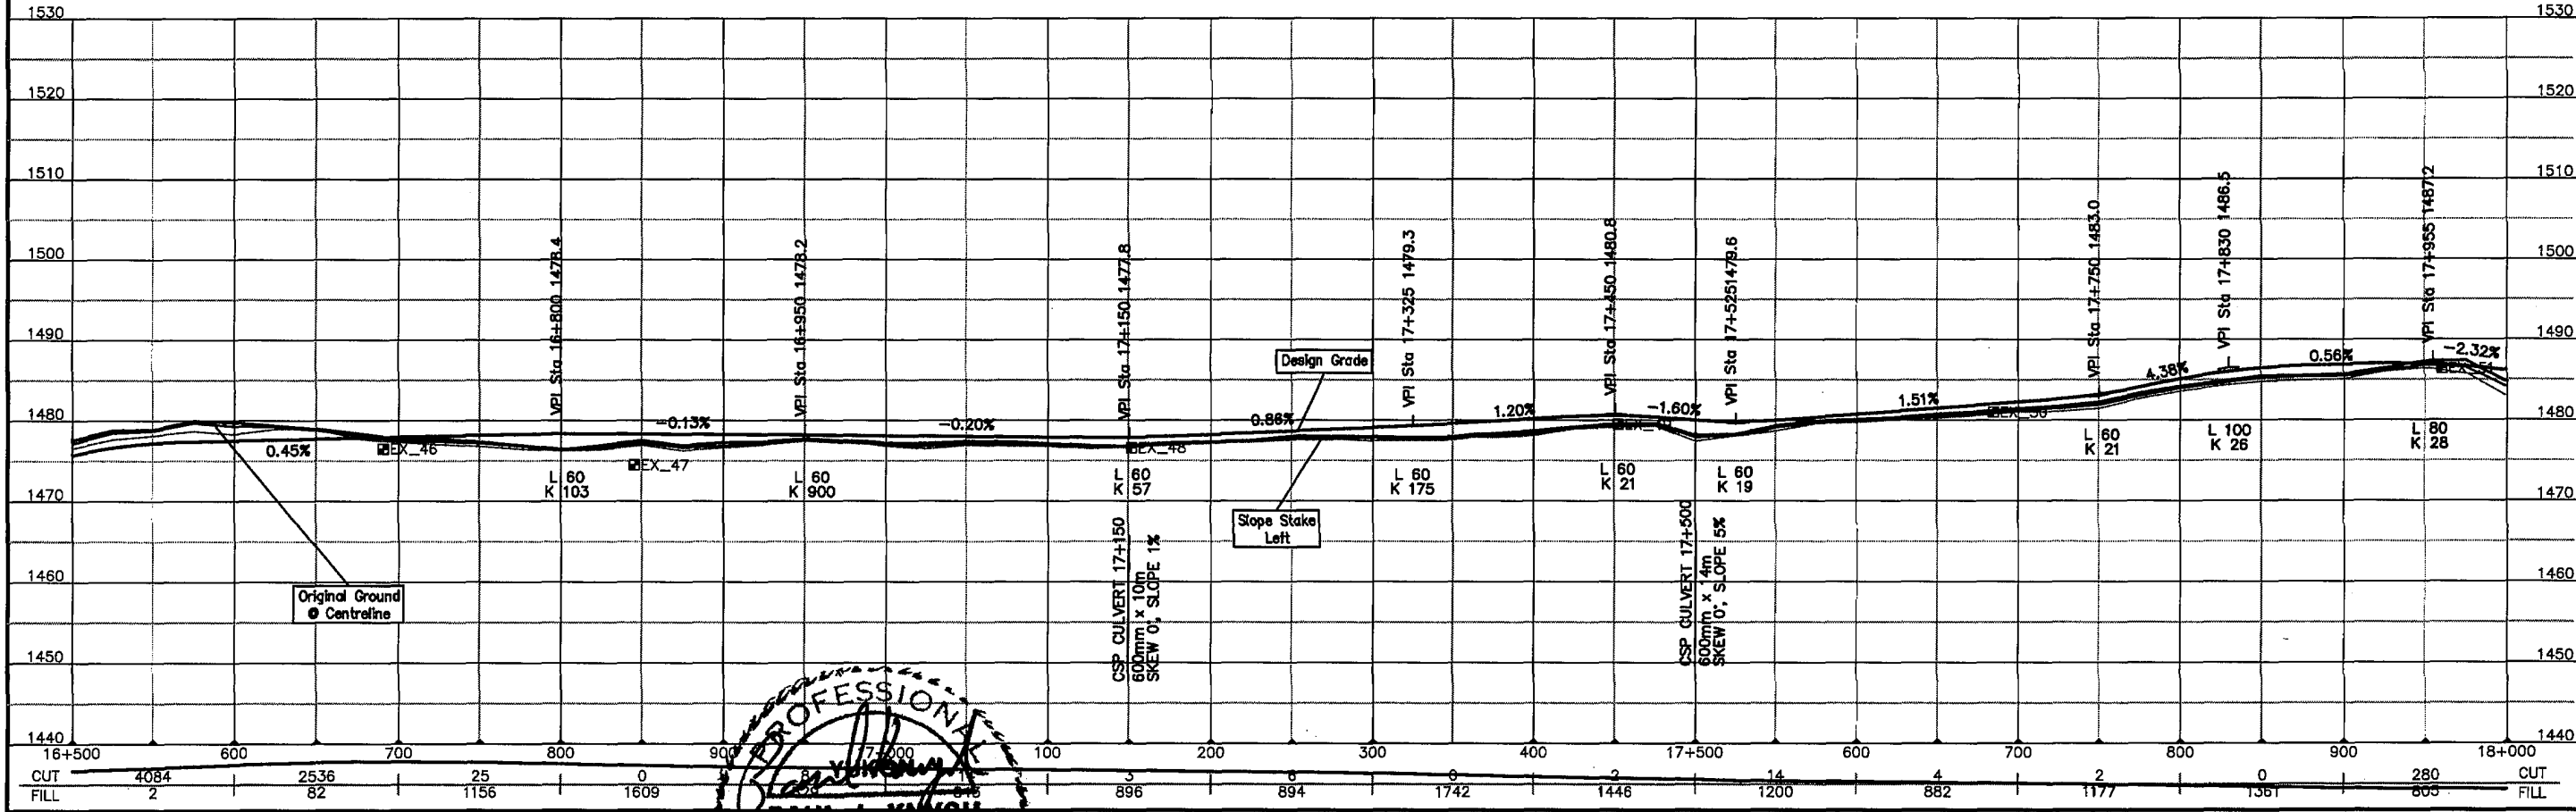 1530 1530
1520 1520
1510 1510
1500 1500
1490 1490
1480 1480
1470 1470
1460 1460
1450 1450
1440 1440
VPI Sta 16+800 1478.4
VPI Sta 16+950 1478.2
VPI Sta 17+150 1477.8
VPI Sta 17+325 1479.3
VPI Sta 17+450 1480.8
VPI Sta 17+5251479.6
VPI Sta 17+750 1483.0
VPI Sta 17+830 1486.5
VPI Sta 17+955 1487.2
Design Grade
0.45% -0.13% -0.20% 0.86% 1.20% -1.60% 1.51% 4.38% 0.56% -2.32%
EX_46 EX_47 EX_48
L 60
K 103
L 60
K 900
L 60
K 57
L 60
K 175
L 60
K 21
L 60
K 19
L 60
K 21
L 100
K 26
L 80
K 28
Slope Stake
Left
Original Ground
@ Centreline
CSP CULVERT 17+150
600mm x 10m
SKEW 0°, SLOPE 1%
CSP CULVERT 17+500
600mm x 14m
SKEW 0°, SLOPE 5%
PROFESSIONAL
YUKON
16+500 600 700 800 900 17+000 100 200 300 400 17+500 600 700 800 900 18+000
CUT 4084 2536 25 0 3 6 0 2 14 4 2 0 280 CUT
FILL 2 82 1156 1609 896 894 1742 1446 1200 882 1177 1361 FILL